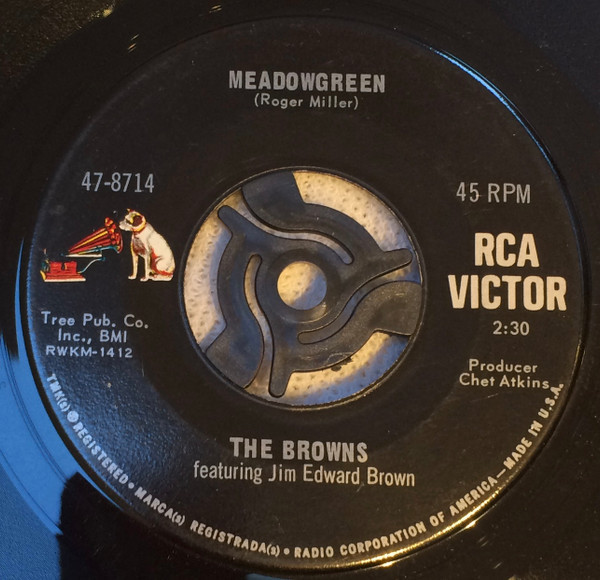 MEADOWGREEN
(Roger Miller)
47-8714
45 RPM
RCA
VICTOR
2:30
Tree Pub. Co.
Inc., BMI
RWKM-1412
Producer
Chet Atkins
THE BROWNS
featuring Jim Edward Brown
TMK(s) ® REGISTERED • MARCA(s) REGISTRADA(s) • RADIO CORPORATION OF AMERICA—MADE IN U.S.A.